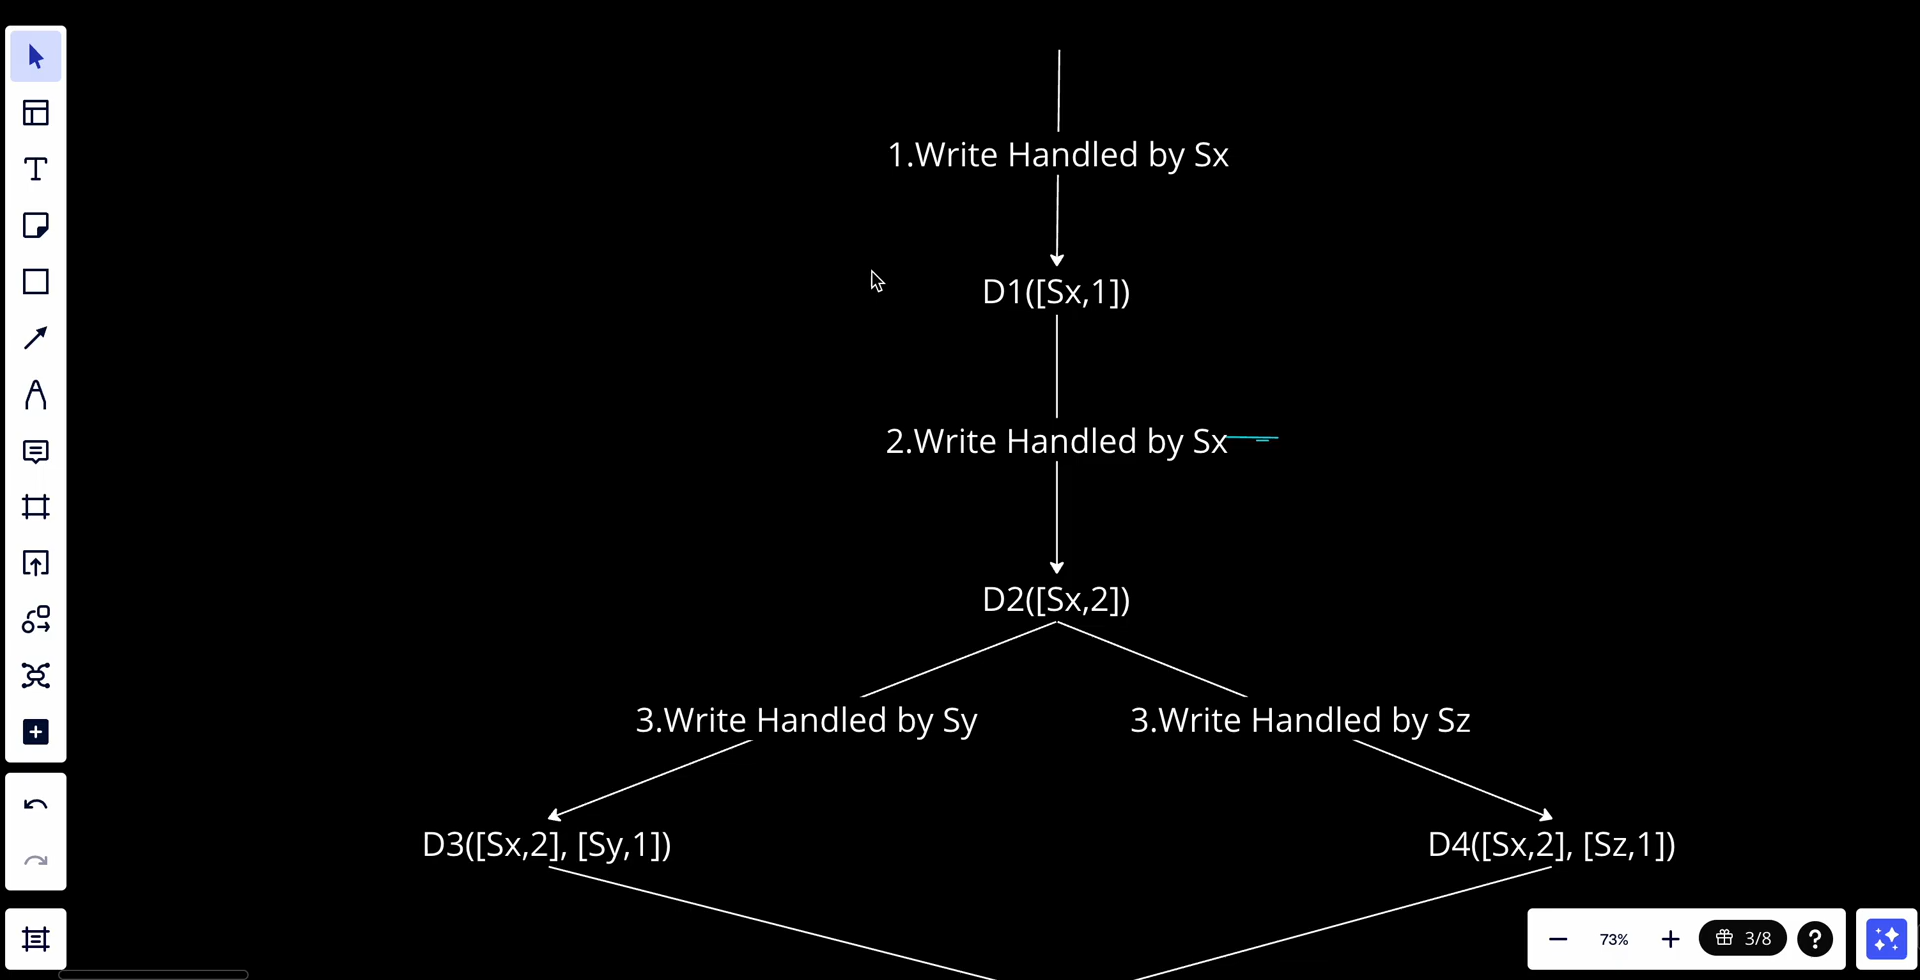 1.Write Handled by Sx
D1([Sx,1])
2.Write Handled by Sx
D2([Sx,2])
3.Write Handled by Sy
3.Write Handled by Sz
D3([Sx,2], [Sy,1])
D4([Sx,2], [Sz,1])
73%
3/8
?